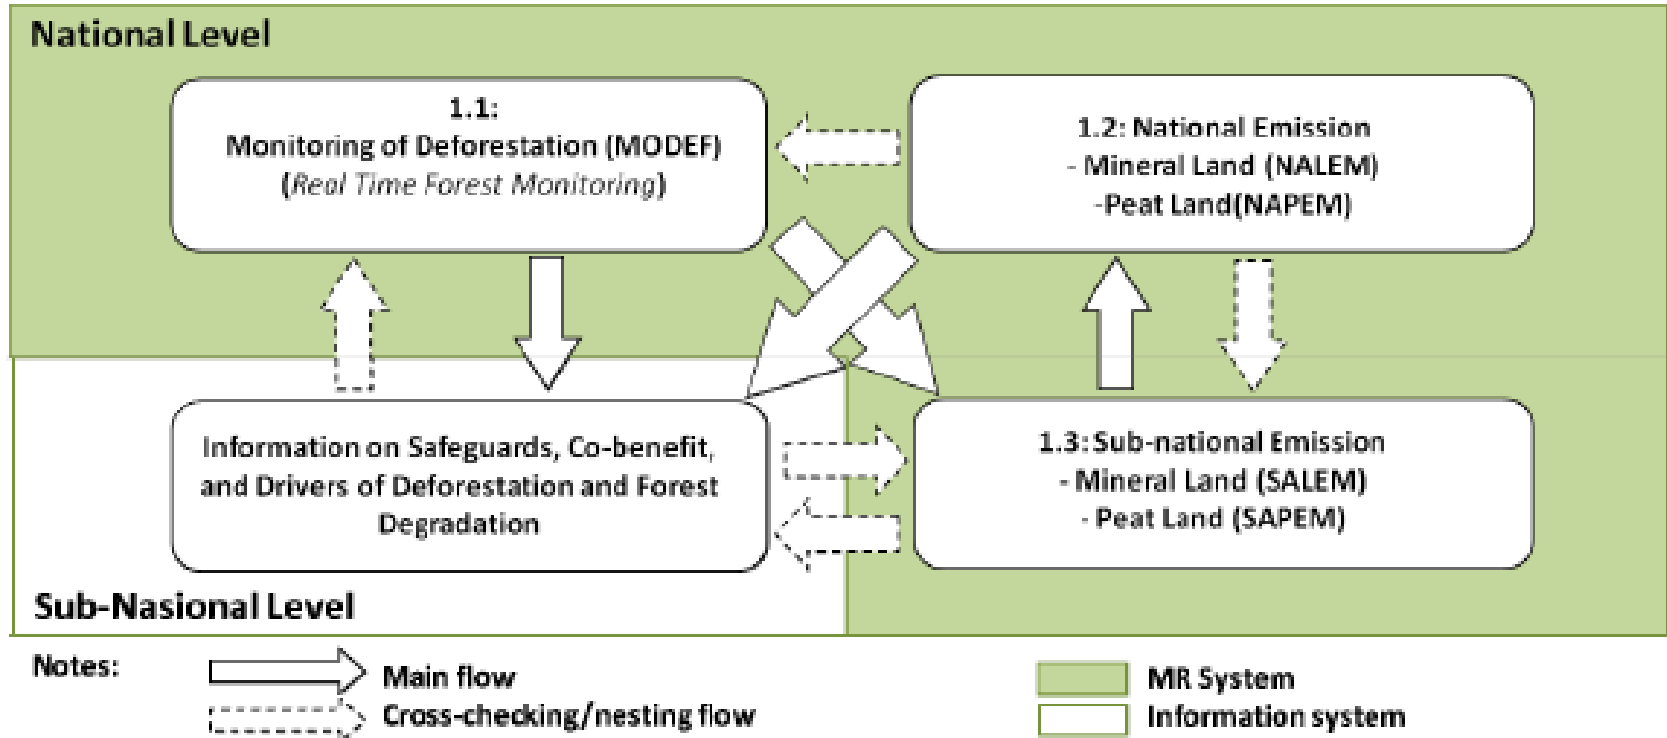 National Level
1.1:
Monitoring of Deforestation (MODEF)
(Real Time Forest Monitoring)
1.2: National Emission
- Mineral Land (NALEM)
-Peat Land(NAPEM)
Information on Safeguards, Co-benefit,
and Drivers of Deforestation and Forest
Degradation
1.3: Sub-national Emission
- Mineral Land (SALEM)
- Peat Land (SAPEM)
Sub-Nasional Level
Notes:
Main flow
Cross-checking/nesting flow
MR System
Information system